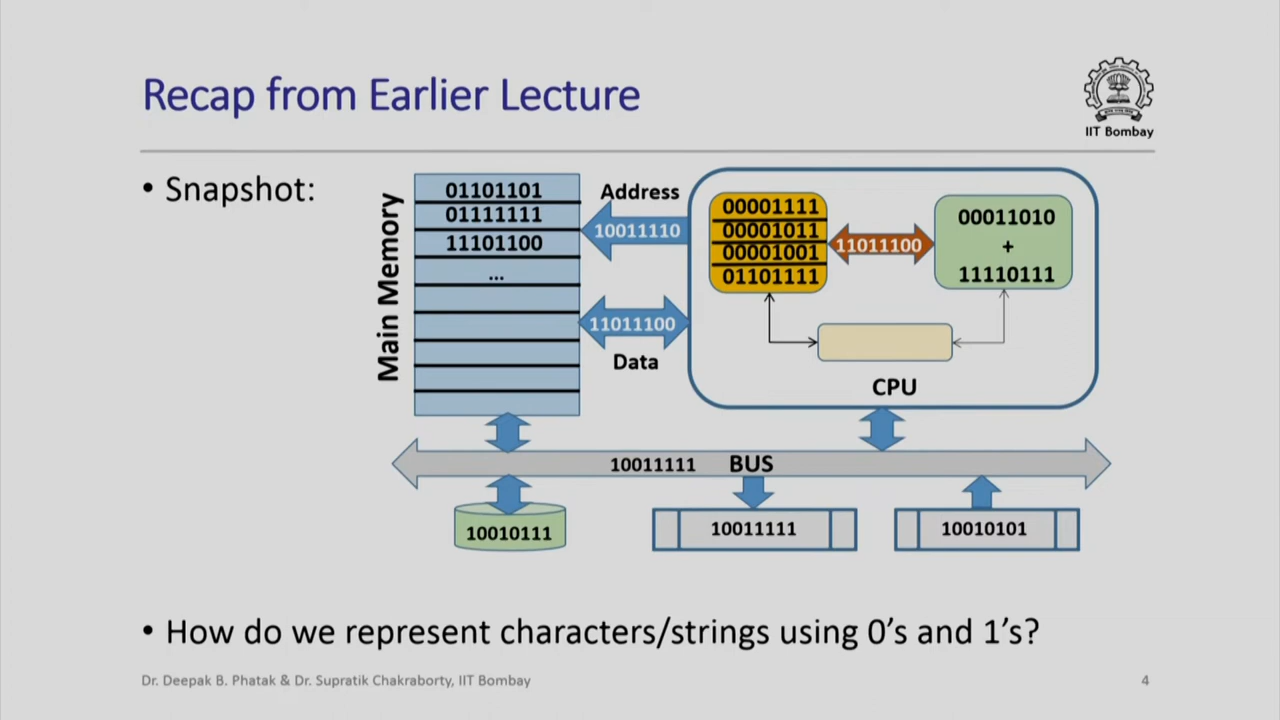 Recap from Earlier Lecture
IIT Bombay
• Snapshot:
Main Memory
01101101
01111111
11101100
...
Address
10011110
11011100
Data
00001111
00001011
00001001
01101111
11011100
00011010
+
11110111
CPU
10011111 BUS
10010111
10011111
10010101
• How do we represent characters/strings using 0’s and 1’s?
Dr. Deepak B. Phatak & Dr. Supratik Chakraborty, IIT Bombay
4